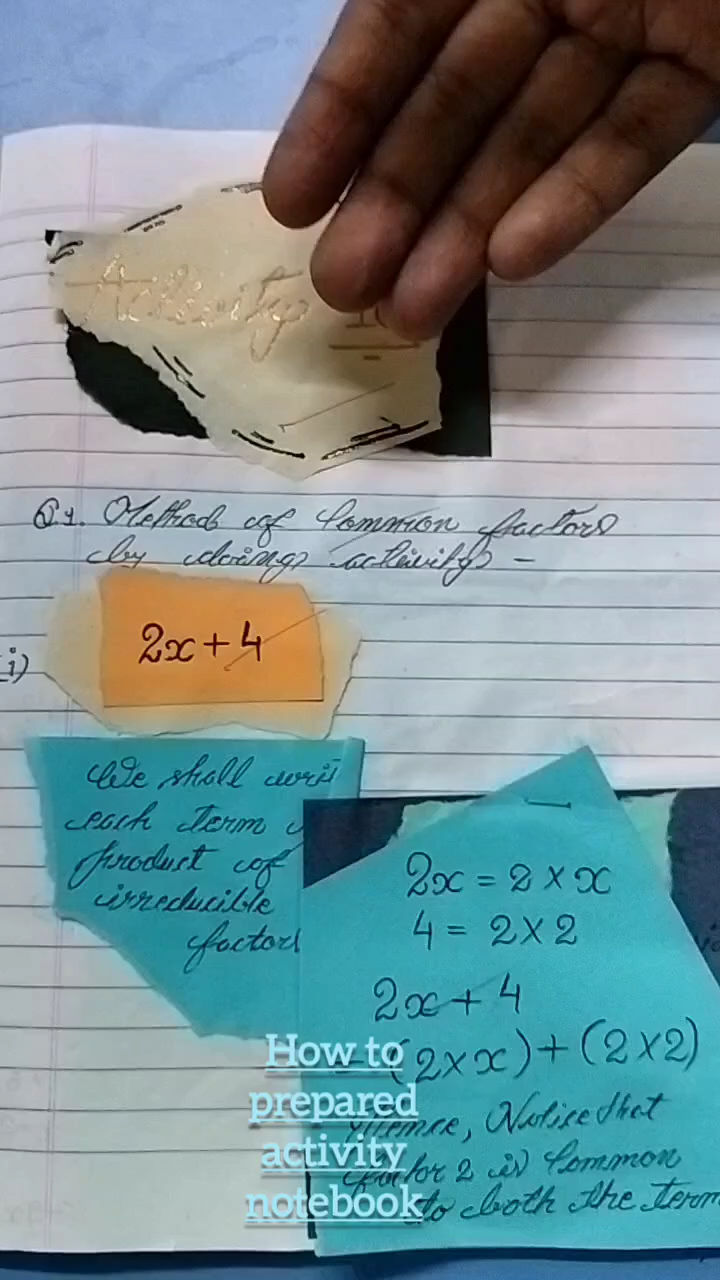 Activity
Q.1. Method of Common factors
by doing activity -
i)
2x + 4
We shall writ
each term
product of
irreducible
factors
2x = 2 × x
4 = 2 × 2
2x + 4
= (2 × x) + (2 × 2)
Hence, Notice that
factor 2 is Common
to both the term
How to
prepared
activity
notebook